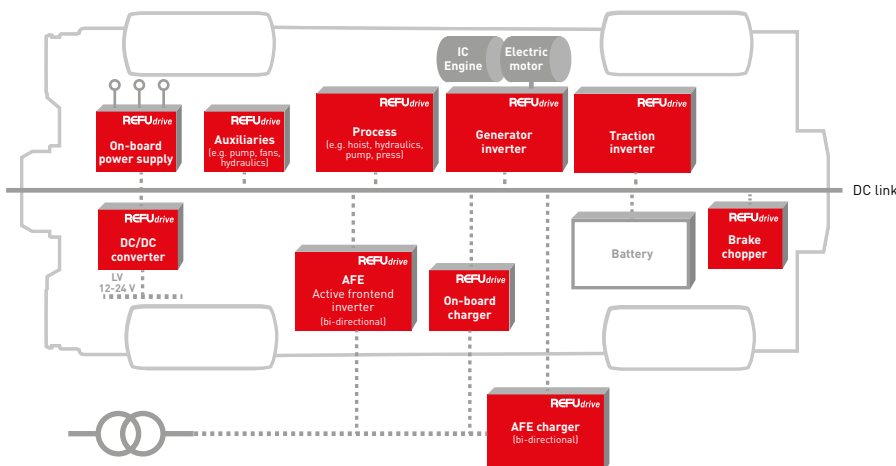 IC
Engine
Electric
motor
REFUdrive
On-board
power supply
REFUdrive
Auxiliaries
(e.g. pump, fans,
hydraulics)
REFUdrive
Process
(e.g. hoist, hydraulics,
pump, press)
REFUdrive
Generator
inverter
REFUdrive
Traction
inverter
DC link
REFUdrive
DC/DC
converter
LV
12-24 V
REFUdrive
AFE
Active frontend
inverter
(bi-directional)
REFUdrive
On-board
charger
Battery
REFUdrive
Brake
chopper
REFUdrive
AFE charger
(bi-directional)